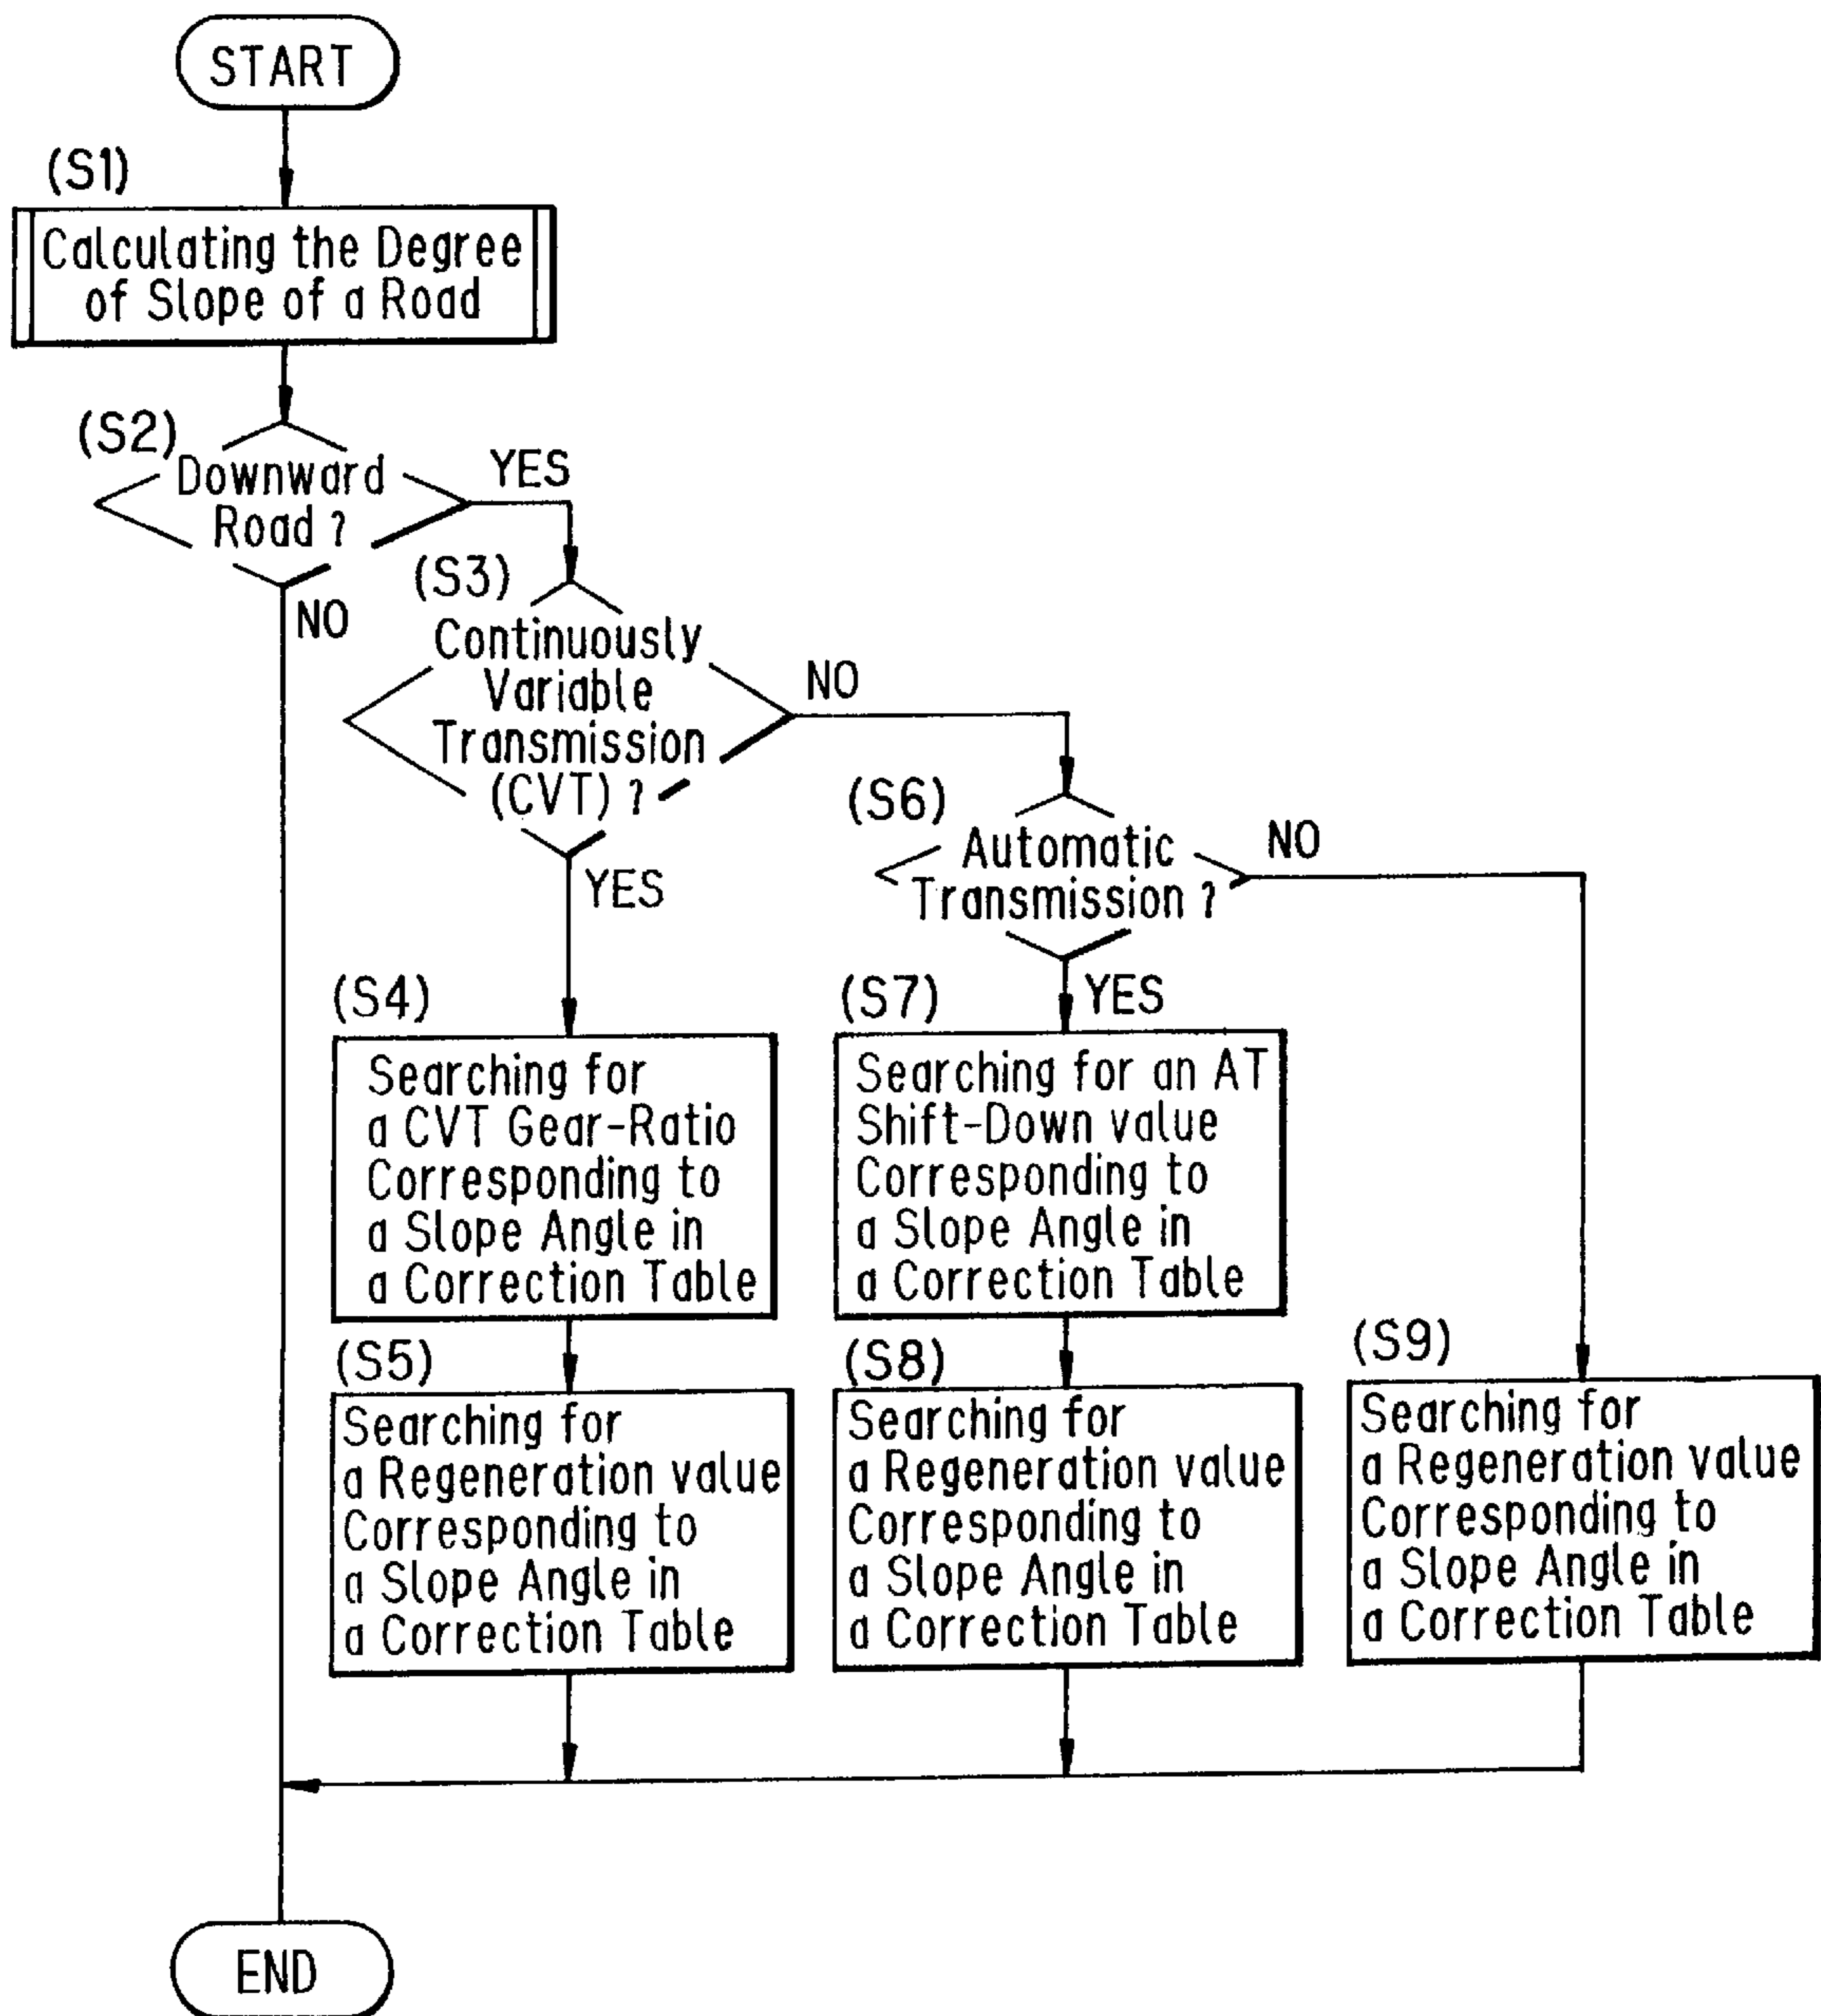 START
(S1)
Calculating the Degree
of Slope of a Road
(S2)
Downward
Road ?
YES
NO
(S3)
Continuously
Variable
Transmission
(CVT) ?
NO
YES
(S6)
Automatic
Transmission ?
NO
YES
(S4)
Searching for
a CVT Gear-Ratio
Corresponding to
a Slope Angle in
a Correction Table
(S7)
Searching for an AT
Shift-Down value
Corresponding to
a Slope Angle in
a Correction Table
(S5)
Searching for
a Regeneration value
Corresponding to
a Slope Angle in
a Correction Table
(S8)
Searching for
a Regeneration value
Corresponding to
a Slope Angle in
a Correction Table
(S9)
Searching for
a Regeneration value
Corresponding to
a Slope Angle in
a Correction Table
END